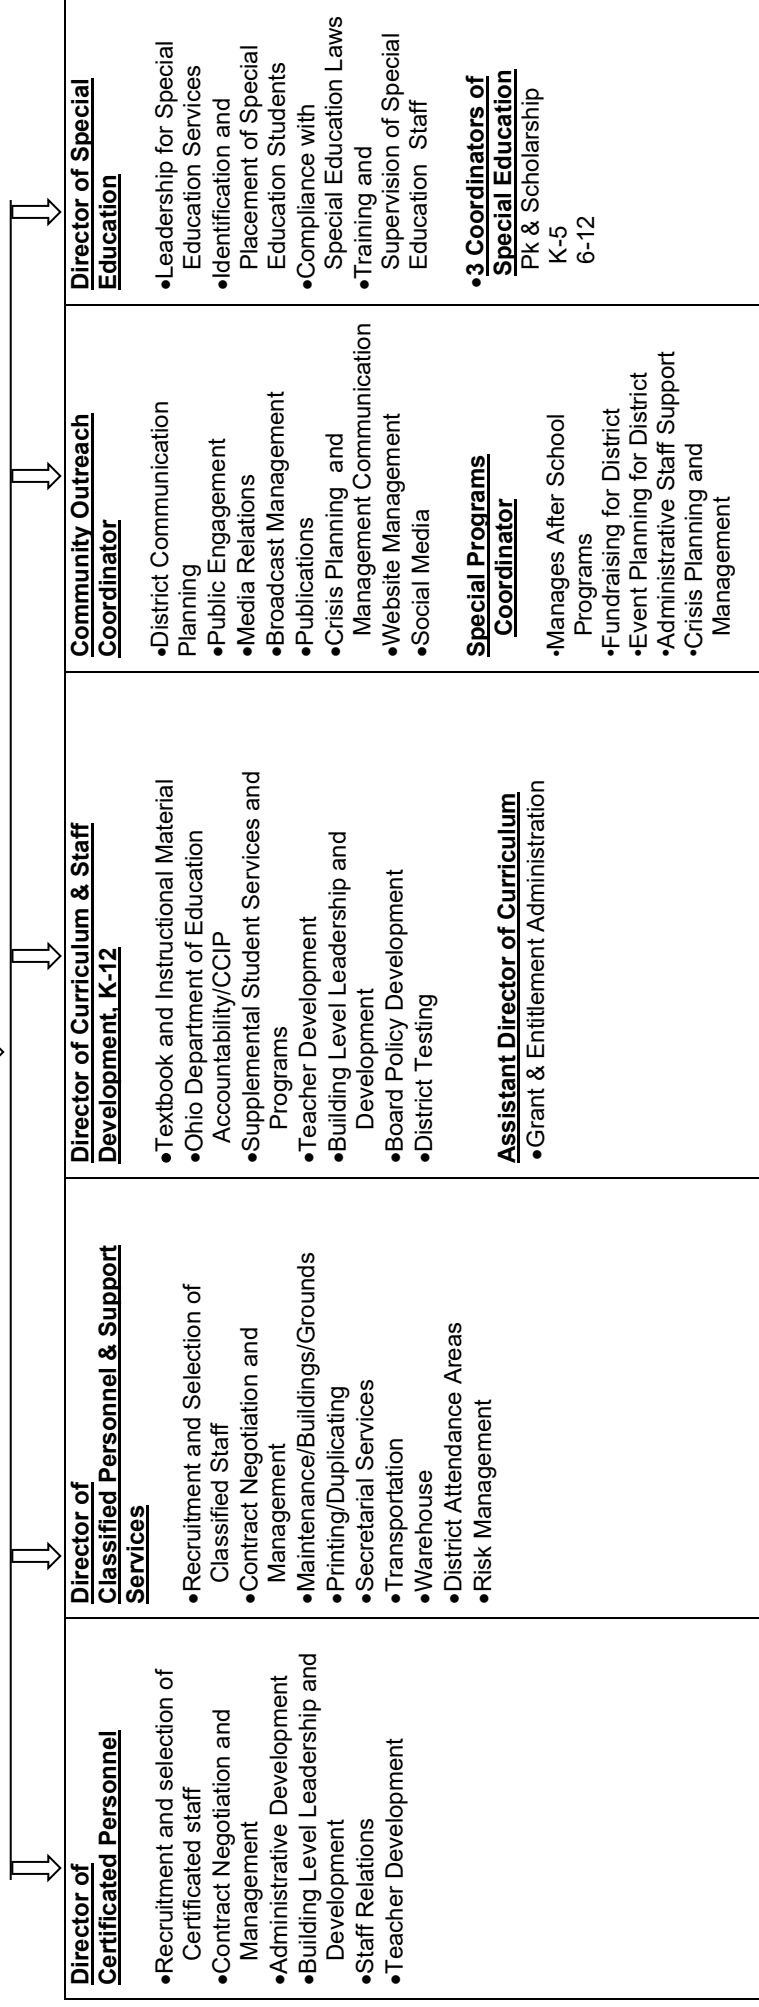 Director of
Certificated Personnel
•Recruitment and selection of
Certificated staff
•Contract Negotiation and
Management
•Administrative Development
•Building Level Leadership and
Development
•Staff Relations
•Teacher Development
Director of
Classified Personnel & Support
Services
•Recruitment and Selection of
Classified Staff
•Contract Negotiation and
Management
•Maintenance/Buildings/Grounds
•Printing/Duplicating
•Secretarial Services
•Transportation
•Warehouse
•District Attendance Areas
•Risk Management
Director of Curriculum & Staff
Development, K-12
•Textbook and Instructional Material
•Ohio Department of Education
Accountability/CCIP
•Supplemental Student Services and
Programs
•Teacher Development
•Building Level Leadership and
Development
•Board Policy Development
•District Testing
Assistant Director of Curriculum
•Grant & Entitlement Administration
Community Outreach
Coordinator
•District Communication
Planning
•Public Engagement
•Media Relations
•Broadcast Management
•Publications
•Crisis Planning and
Management Communication
•Website Management
•Social Media
Special Programs
Coordinator
•Manages After School
Programs
•Fundraising for District
•Event Planning for District
•Administrative Staff Support
•Crisis Planning and
Management
Director of Special
Education
•Leadership for Special
Education Services
•Identification and
Placement of Special
Education Students
•Compliance with
Special Education Laws
•Training and
Supervision of Special
Education Staff
•3 Coordinators of
Special Education
Pk & Scholarship
K-5
6-12